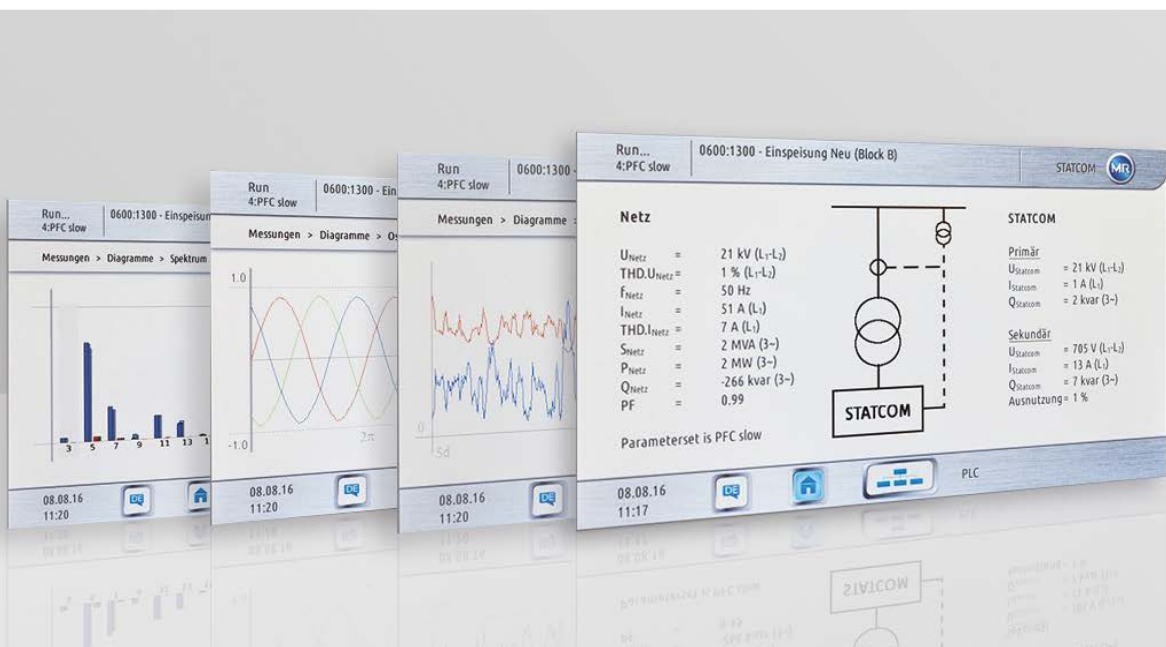 Run...
4:PFC slow
0600:1300 - Einspeisun
Messungen > Diagramme > Spektrum
3 5 7 9 11 13 1
08.08.16
11:20
DE
Run
4:PFC slow
0600:1300 - Ein
Messungen > Diagramme > Os
1.0
-1.0
2π
08.08.16
11:20
DE
Run
4:PFC slow
0600:1300 -
Messungen > Diagramme >
0
5d
08.08.16
11:20
DE
Run...
4:PFC slow
0600:1300 - Einspeisung Neu (Block B)
STATCOM
MR
Netz
UNetz = 21 kV (L₁-L₂)
THD.UNetz = 1 % (L₁-L₂)
fNetz = 50 Hz
INetz = 51 A (L₁)
THD.INetz = 7 A (L₁)
SNetz = 2 MVA (3~)
PNetz = 2 MW (3~)
QNetz = -266 kvar (3~)
PF = 0.99
Parameterset is PFC slow
STATCOM
STATCOM
Primär
UStatcom = 21 kV (L₁-L₂)
IStatcom = 1 A (L₁)
QStatcom = 2 kvar (3~)
Sekundär
UStatcom = 705 V (L₁-L₂)
IStatcom = 13 A (L₁)
QStatcom = 7 kvar (3~)
Ausnutzung= 1 %
08.08.16
11:17
DE
PLC